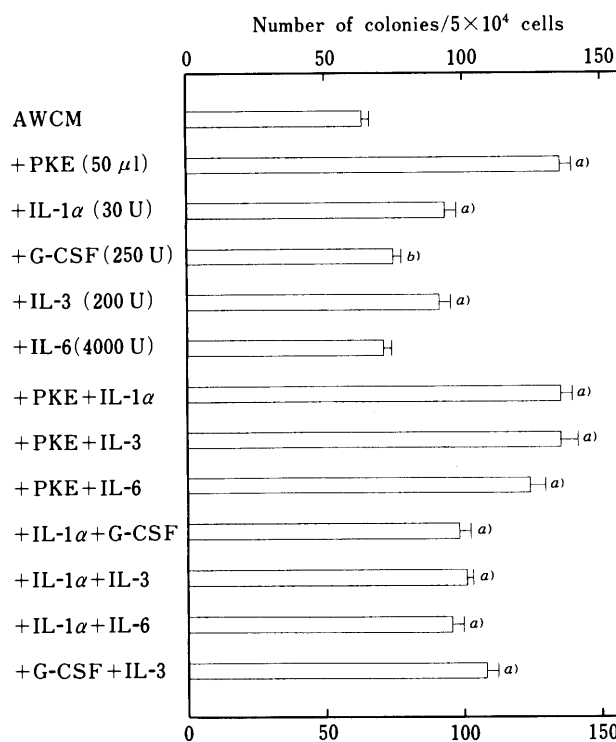 Number of colonies/5×10⁴ cells
0 50 100 150
AWCM
+PKE (50 μl) a)
+IL-1α (30 U) a)
+G-CSF(250 U) b)
+IL-3 (200 U) a)
+IL-6(4000 U)
+PKE+IL-1α a)
+PKE+IL-3 a)
+PKE+IL-6 a)
+IL-1α+G-CSF a)
+IL-1α+IL-3 a)
+IL-1α+IL-6 a)
+G-CSF+IL-3 a)
0 50 100 150